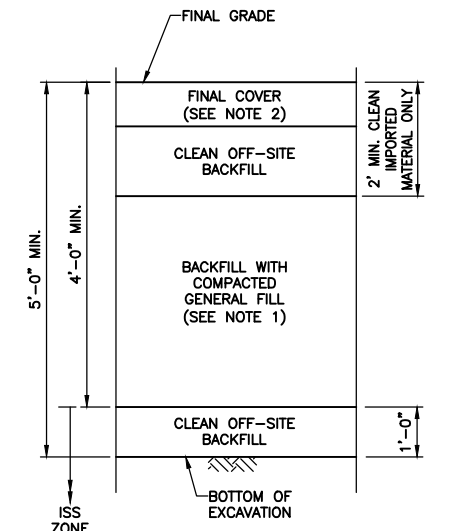 FINAL GRADE
FINAL COVER
(SEE NOTE 2)
CLEAN OFF-SITE
BACKFILL
2' MIN. CLEAN
IMPORTED
MATERIAL ONLY
5'-0" MIN.
4'-0" MIN.
BACKFILL WITH
COMPACTED
GENERAL FILL
(SEE NOTE 1)
CLEAN OFF-SITE
BACKFILL
1'-0"
ISS
ZONE
BOTTOM OF
EXCAVATION